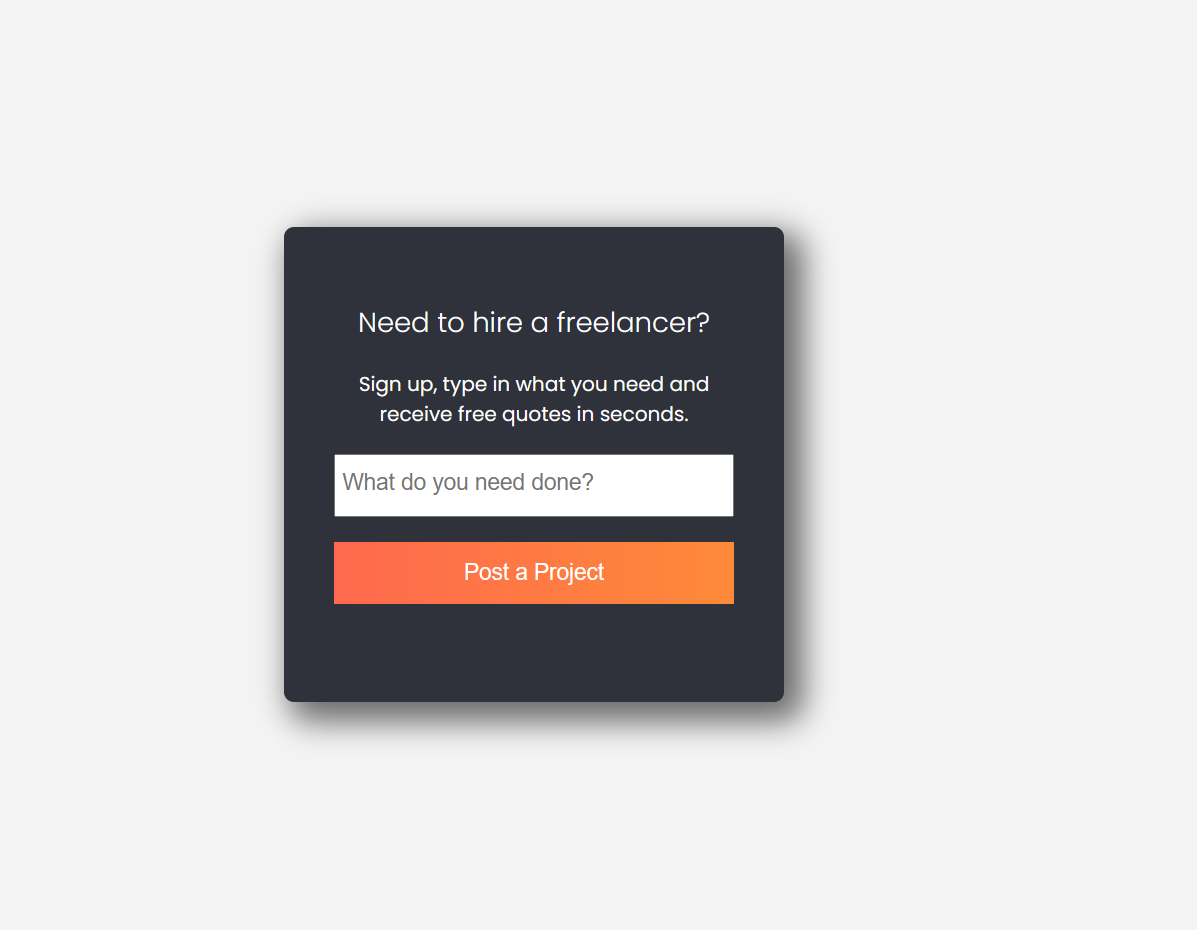 Need to hire a freelancer?
Sign up, type in what you need and
receive free quotes in seconds.
What do you need done?
Post a Project